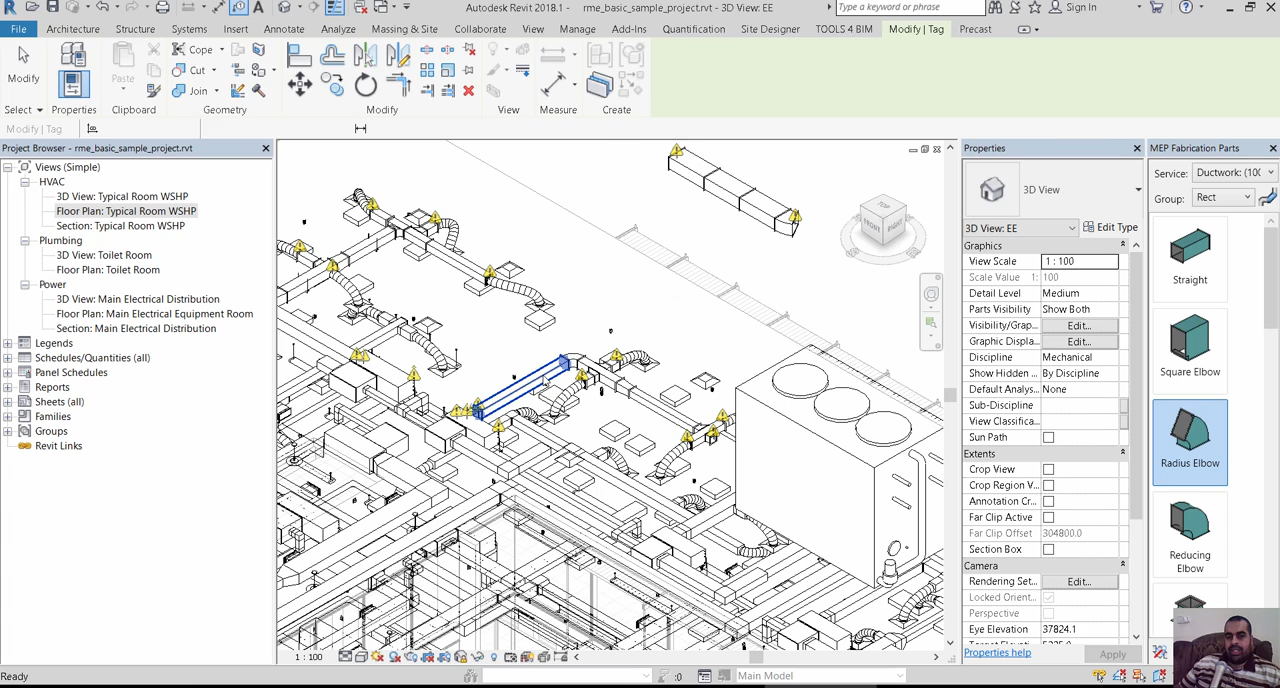 Autodesk Revit 2018.1 - rme_basic_sample_project.rvt - 3D View: EE
Type a keyword or phrase
Sign In
File Architecture Structure Systems Insert Annotate Analyze Massing & Site Collaborate View Manage Add-Ins Quantification Site Designer TOOLS 4 BIM Modify | Tag Precast
Modify
Paste
Cope
Cut
Join
Select Properties Clipboard Geometry Modify View Measure Create
Modify | Tag
Project Browser - rme_basic_sample_project.rvt
Views (Simple)
HVAC
3D View: Typical Room WSHP
Floor Plan: Typical Room WSHP
Section: Typical Room WSHP
Plumbing
3D View: Toilet Room
Floor Plan: Toilet Room
Power
3D View: Main Electrical Distribution
Floor Plan: Main Electrical Equipment Room
Section: Main Electrical Distribution
Legends
Schedules/Quantities (all)
Panel Schedules
Reports
Sheets (all)
Families
Groups
Revit Links
TOP
FRONT
RIGHT
Properties
3D View
3D View: EE
Edit Type
Graphics
View Scale 1 : 100
Scale Value 1: 100
Detail Level Medium
Parts Visibility Show Both
Visibility/Grap... Edit...
Graphic Displa... Edit...
Discipline Mechanical
Show Hidden ... By Discipline
Default Analys... None
Sub-Discipline
View Classifica...
Sun Path
Extents
Crop View
Crop Region V...
Annotation Cr...
Far Clip Active
Far Clip Offset 304800.0
Section Box
Camera
Rendering Set... Edit...
Locked Orient...
Perspective
Eye Elevation 37824.1
Properties help
Apply
MEP Fabrication Parts
Service: Ductwork: (10
Group: Rect
Straight
Square Elbow
Radius Elbow
Reducing
Elbow
1 : 100
Ready
:0
Main Model